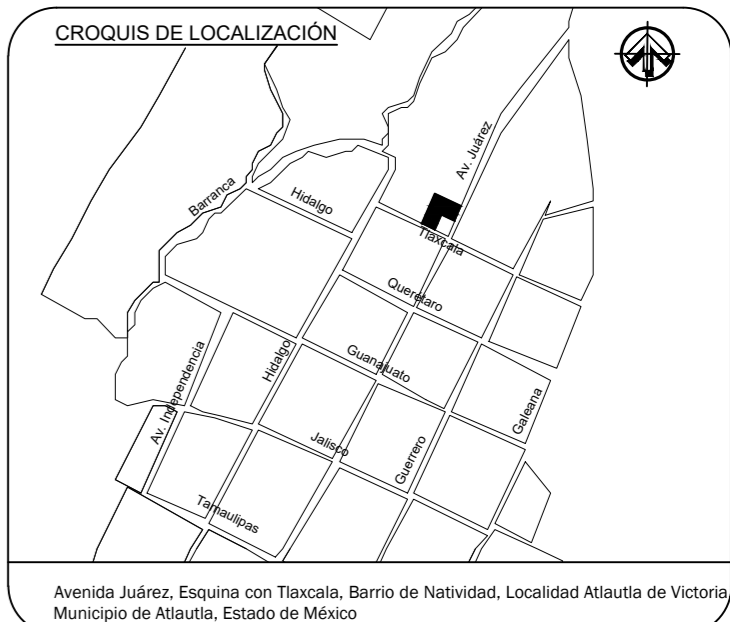 CROQUIS DE LOCALIZACIÓN
Av. Juárez
Barranca
Hidalgo
Tlaxcala
Querétaro
Guanajuato
Hidalgo
Av. Independencia
Galeana
Jalisco
Guerrero
Tamaulipas
Avenida Juárez, Esquina con Tlaxcala, Barrio de Natividad, Localidad Atlautla de Victoria
Municipio de Atlautla, Estado de México